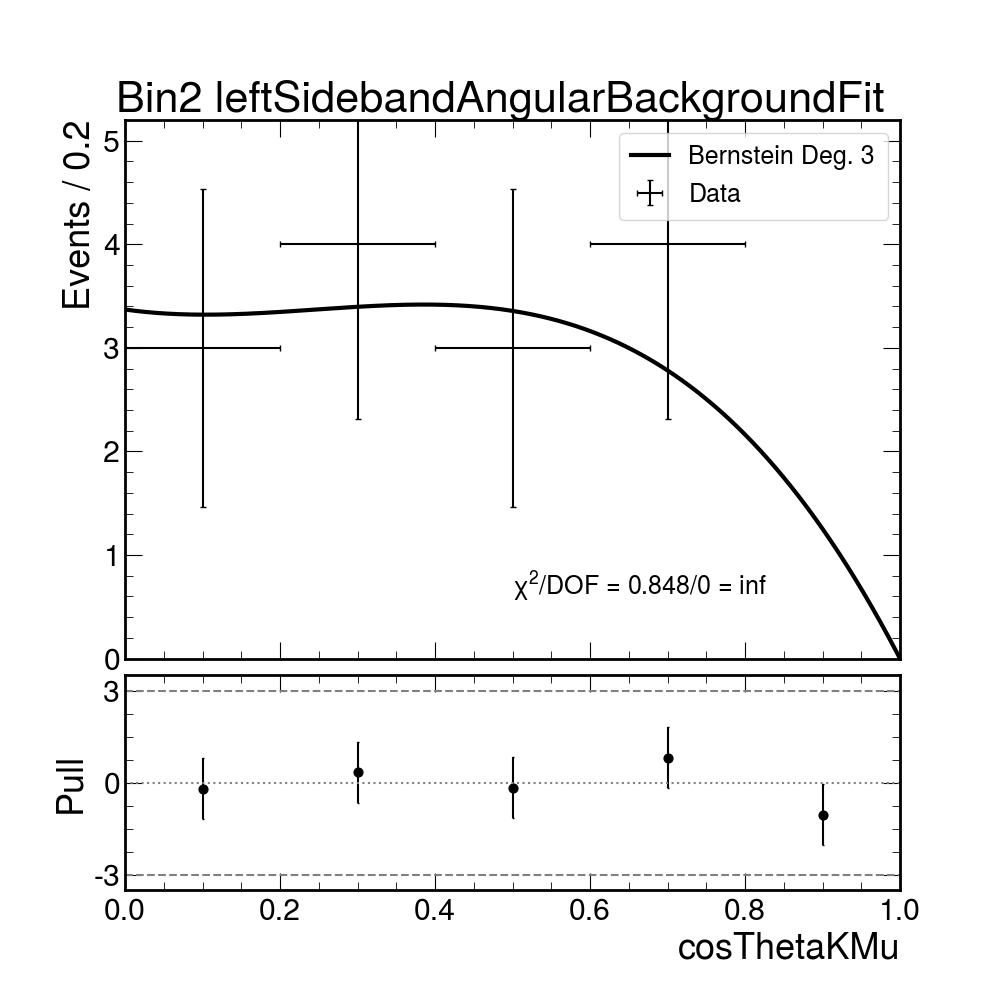 Bin2 leftSidebandAngularBackgroundFit
Events / 0.2
5
4
3
2
1
0
Bernstein Deg. 3
Data
χ²/DOF = 0.848/0 = inf
Pull
3
0
-3
0.0 0.2 0.4 0.6 0.8 1.0
cosThetaKMu